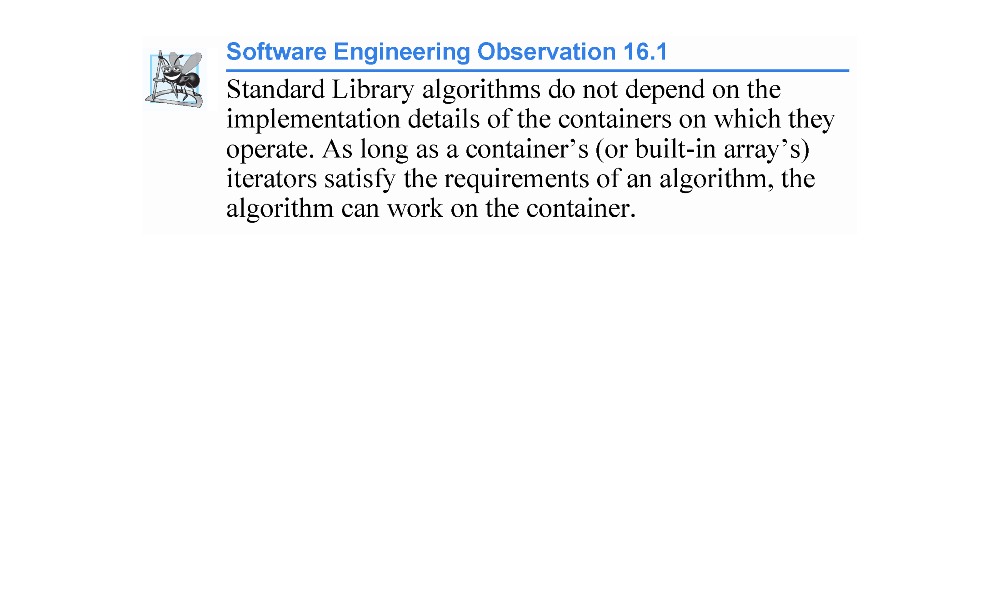 Software Engineering Observation 16.1
Standard Library algorithms do not depend on the
implementation details of the containers on which they
operate. As long as a container’s (or built-in array’s)
iterators satisfy the requirements of an algorithm, the
algorithm can work on the container.